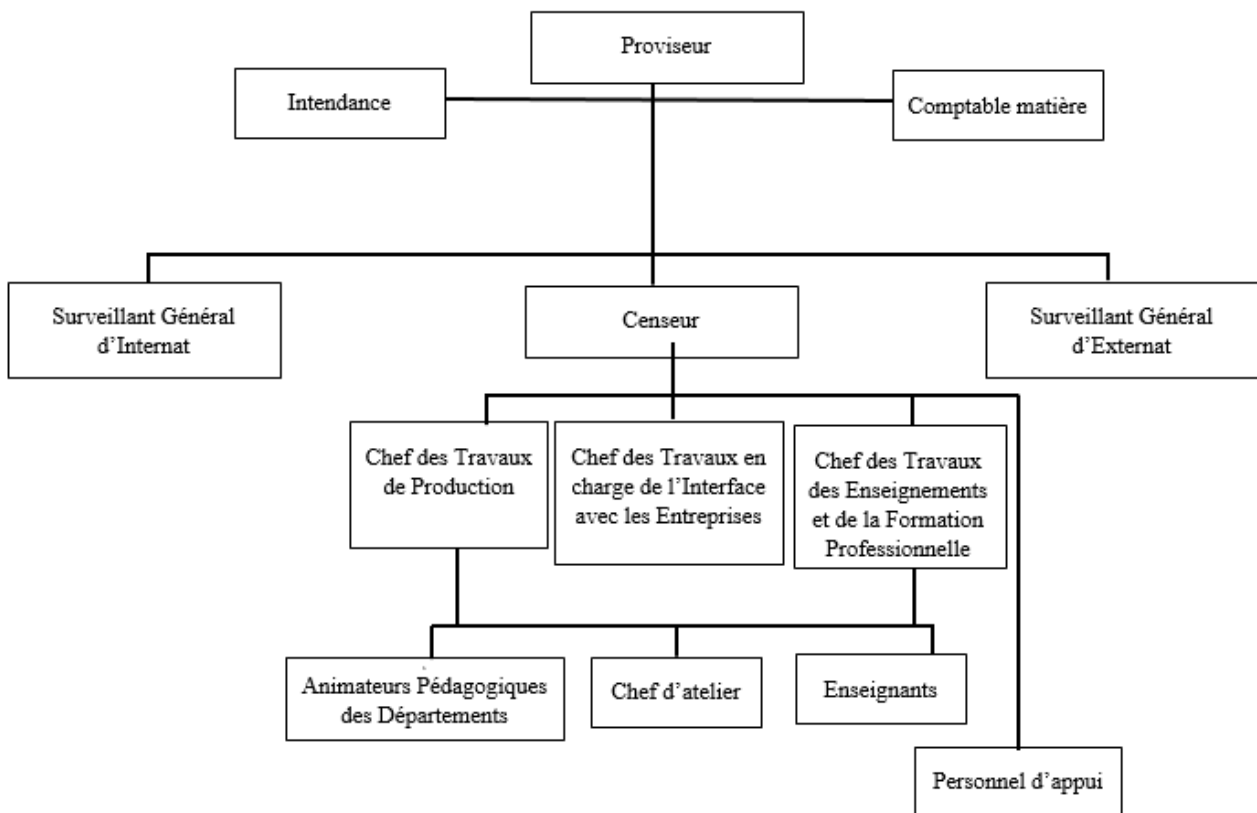 Proviseur
Intendance
Comptable matière
Surveillant Général
d’Internat
Censeur
Surveillant Général
d’Externat
Chef des Travaux
de Production
Chef des Travaux en
charge de l’Interface
avec les Entreprises
Chef des Travaux
des Enseignements
et de la Formation
Professionnelle
Animateurs Pédagogiques
des Départements
Chef d’atelier
Enseignants
Personnel d’appui